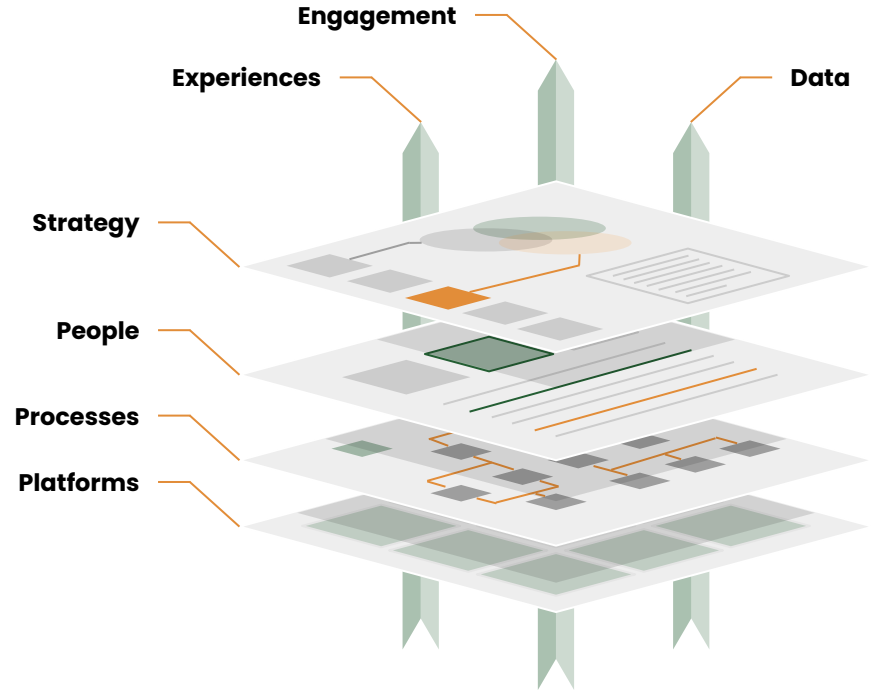 Engagement
Experiences
Data
Strategy
People
Processes
Platforms